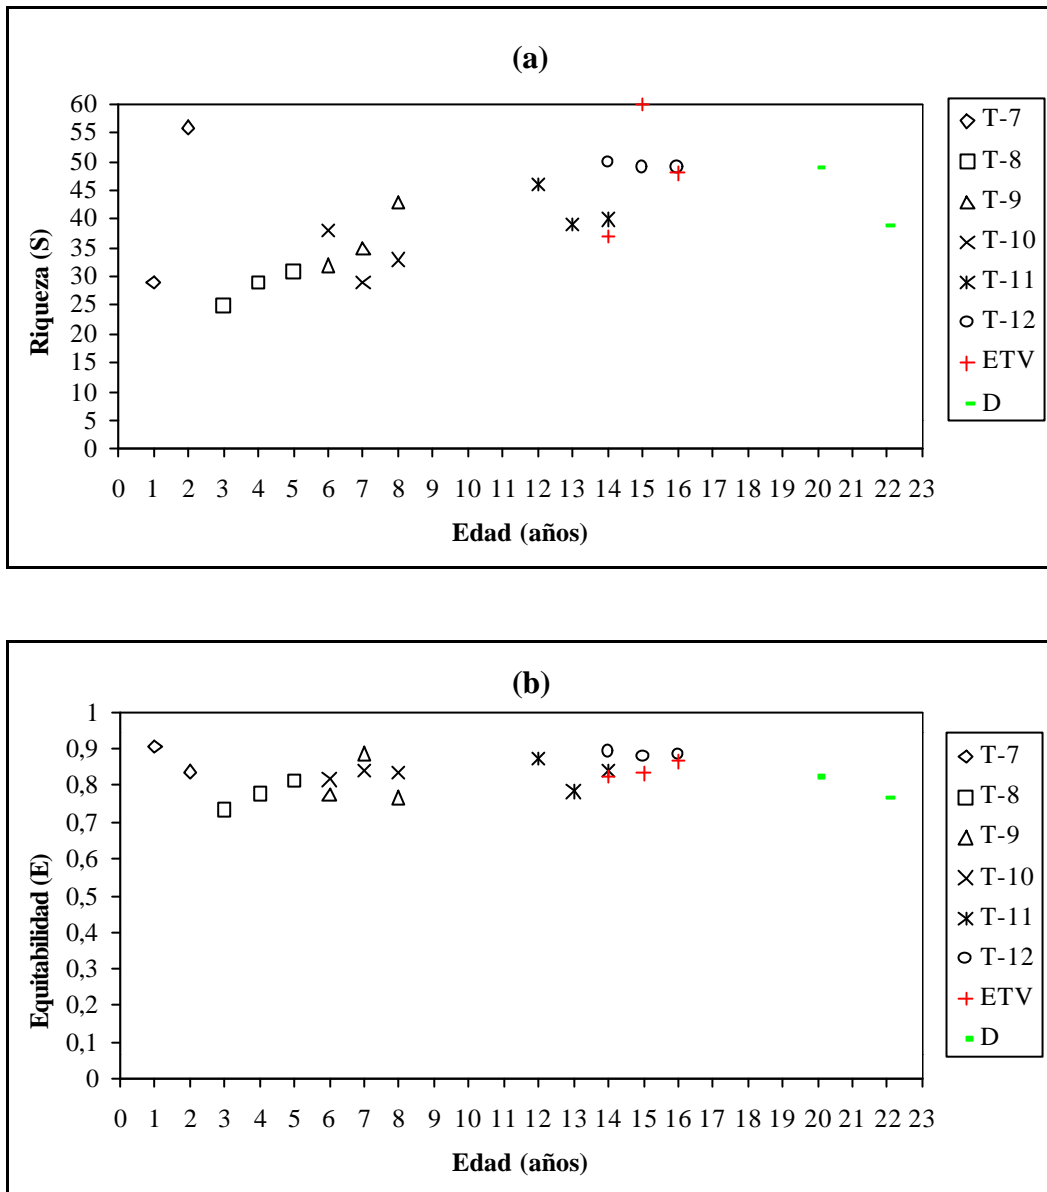 (a)
60
55
50
45
40
35
30
25
20
15
10
5
0
Riqueza (S)
0 1 2 3 4 5 6 7 8 9 10 11 12 13 14 15 16 17 18 19 20 21 22 23
Edad (años)
T-7
T-8
T-9
T-10
T-11
T-12
ETV
D
(b)
1
0,9
0,8
0,7
0,6
0,5
0,4
0,3
0,2
0,1
0
Equitabilidad (E)
0 1 2 3 4 5 6 7 8 9 10 11 12 13 14 15 16 17 18 19 20 21 22 23
Edad (años)
T-7
T-8
T-9
T-10
T-11
T-12
ETV
D